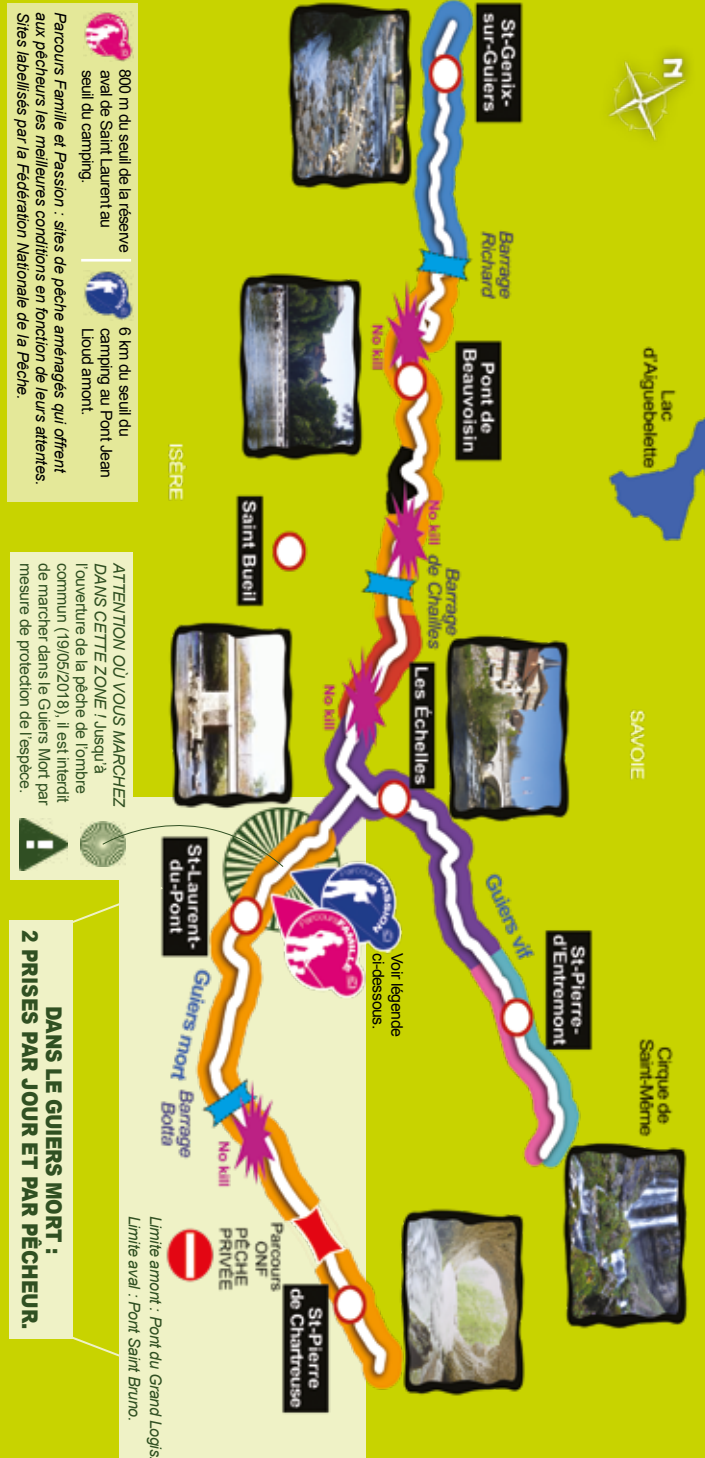 N
Lac
d'Aiguebelette
SAVOIE
Cirque de
Saint-Même
St-Genix-
sur-Guiers
Barrage
Richard
No kill
Pont de
Beauvoisin
No kill
Barrage
de Chailles
Les Échelles
No kill
Guiers vif
St-Pierre-
d'Entremont
ISÈRE
Saint Bueil
Voir légende
ci-dessous.
Parcours PASSION
Parcours FAMILLE
St-Laurent-
du-Pont
Guiers mort
Barrage
Botta
No kill
Parcours
ONF
PÊCHE
PRIVÉE
St-Pierre
de Chartreuse
Limite amont : Pont du Grand Logis.
Limite aval : Pont Saint Bruno.
800 m du seuil de la réserve
aval de Saint Laurent au
seuil du camping.
6 km du seuil du
camping au Pont Jean
Lioud amont.
Parcours Famille et Passion : sites de pêche aménagés qui offrent
aux pêcheurs les meilleures conditions en fonction de leurs attentes.
Sites labellisés par la Fédération Nationale de la Pêche.
ATTENTION OÙ VOUS MARCHEZ
DANS CETTE ZONE ! Jusqu'à
l'ouverture de la pêche de l'ombre
commun (19/05/2018), il est interdit
de marcher dans le Guiers Mort par
mesure de protection de l'espèce.
!
DANS LE GUIERS MORT :
2 PRISES PAR JOUR ET PAR PÊCHEUR.